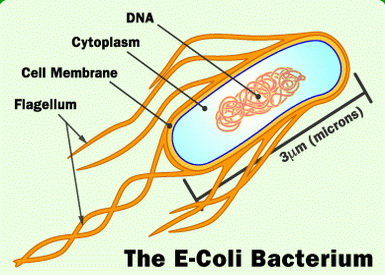 DNA
Cytoplasm
Cell Membrane
Flagellum
3µm (microns)
The E-Coli Bacterium